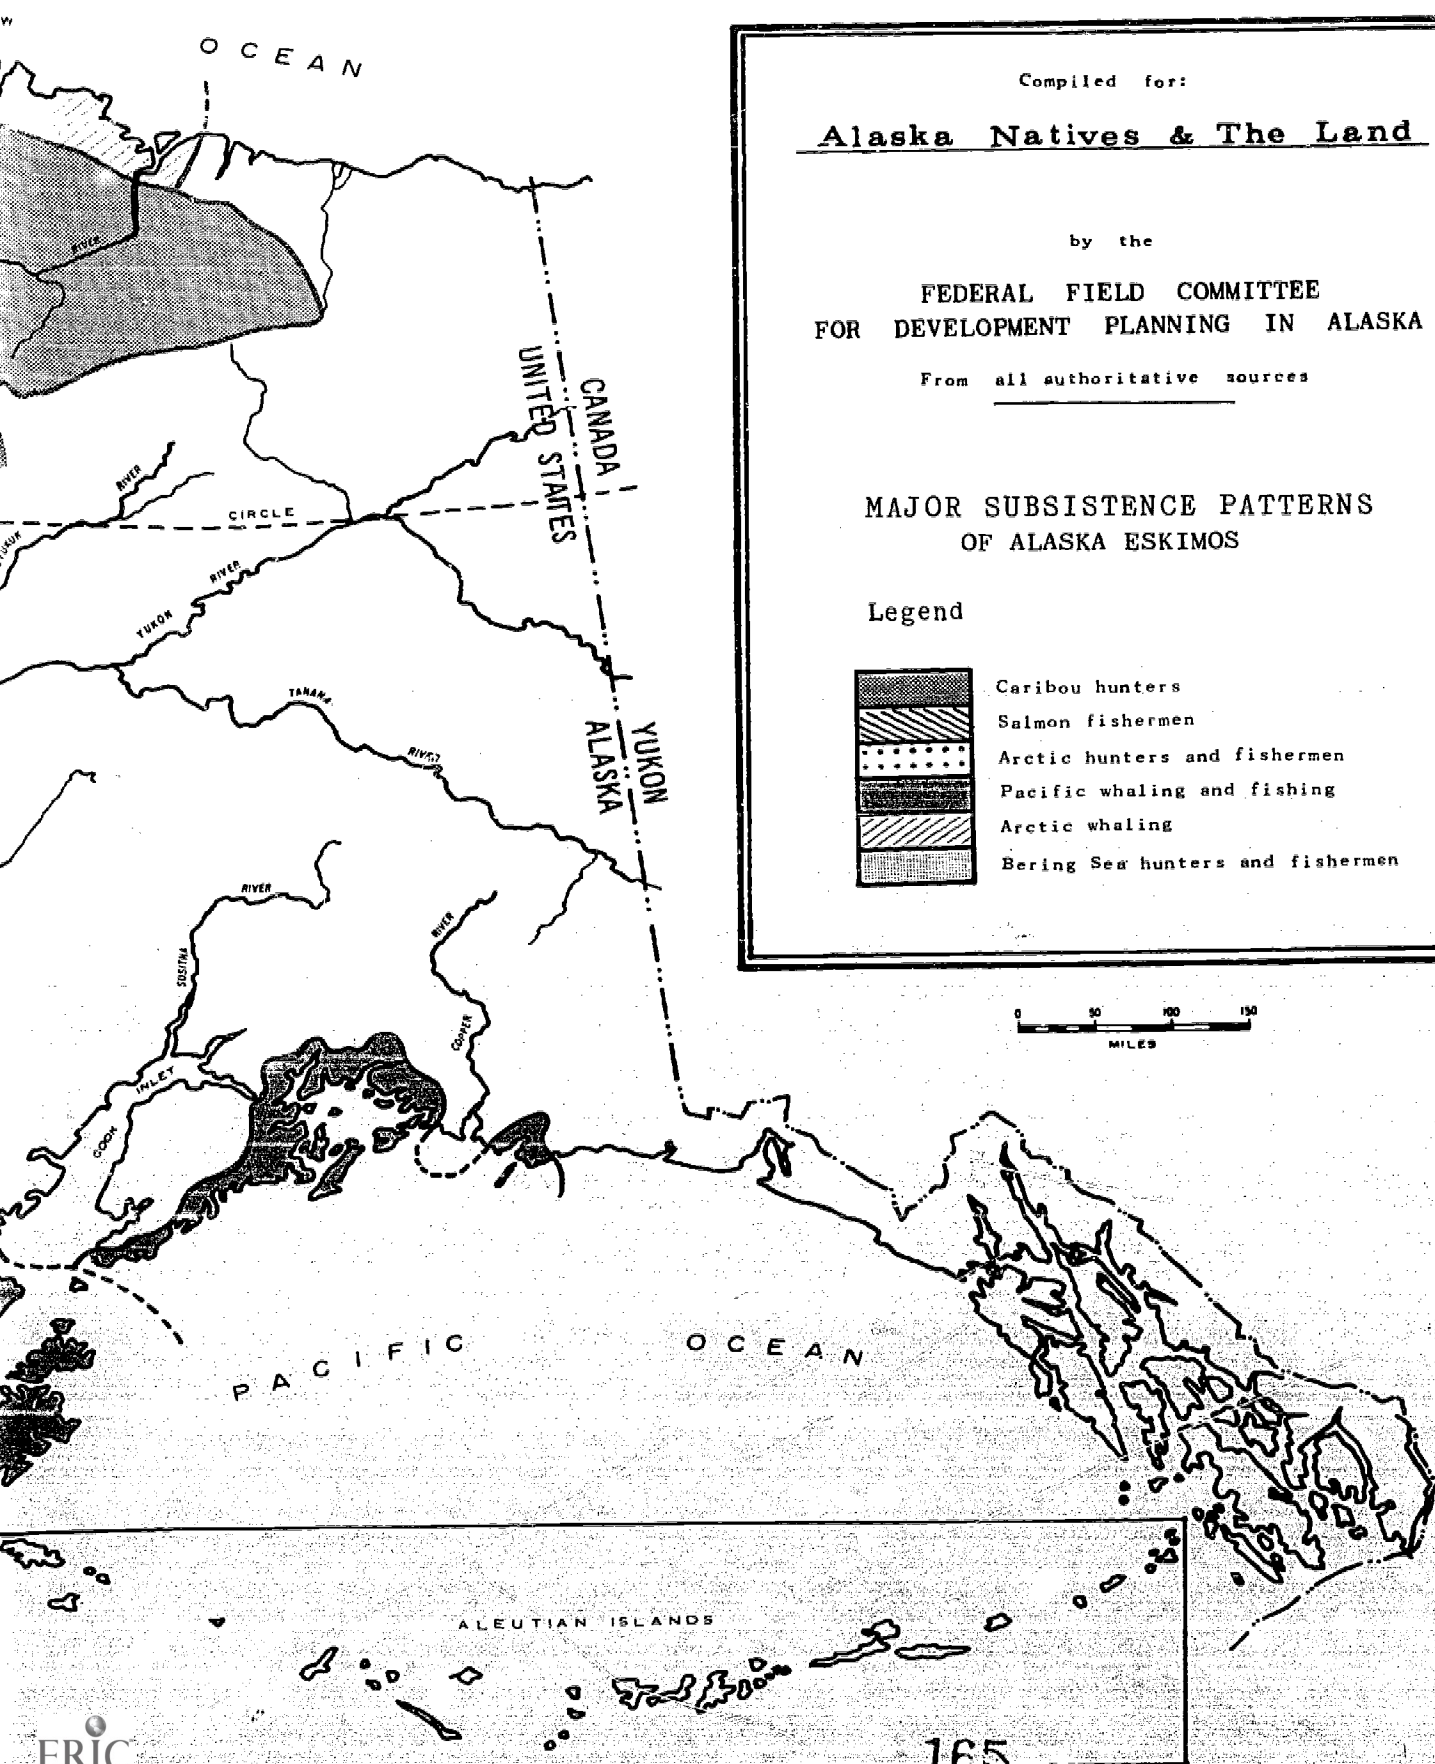 OCEAN
Compiled for:
Alaska Natives & The Land
by the
FEDERAL FIELD COMMITTEE
FOR DEVELOPMENT PLANNING IN ALASKA
From all authoritative sources
MAJOR SUBSISTENCE PATTERNS
OF ALASKA ESKIMOS
Legend
Caribou hunters
Salmon fishermen
Arctic hunters and fishermen
Pacific whaling and fishing
Arctic whaling
Bering Sea hunters and fishermen
0 50 100 150
MILES
RIVER
UNITED STATES
CANADA
RIVER
CIRCLE
YUKON RIVER
TANANA RIVER
ALASKA
YUKON
SUSITNA RIVER
COPPER RIVER
COOK INLET
PACIFIC OCEAN
ALEUTIAN ISLANDS
165
ERIC